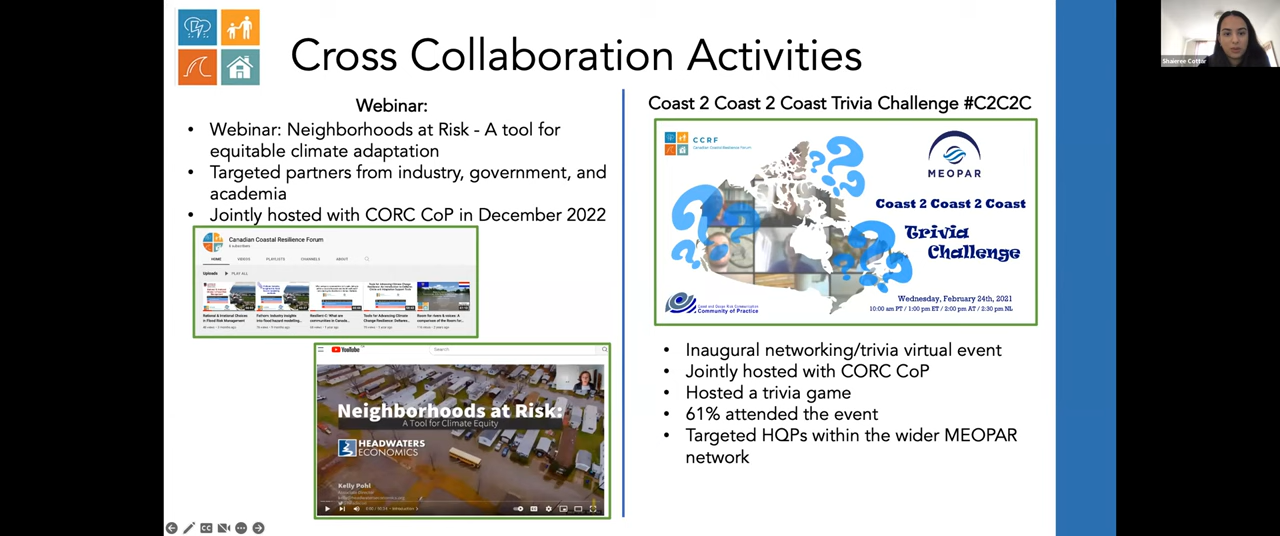 Cross Collaboration Activities
Shaieree Cottar
Webinar:
• Webinar: Neighborhoods at Risk - A tool for
equitable climate adaptation
• Targeted partners from industry, government, and
academia
• Jointly hosted with CORC CoP in December 2022
Canadian Coastal Resilience Forum
HOME VIDEOS PLAYLISTS CHANNELS ABOUT
Uploads PLAY ALL
YouTube
Search
Neighborhoods at Risk:
A Tool for Climate Equity
HEADWATERS
ECONOMICS
Kelly Pohl
Coast 2 Coast 2 Coast Trivia Challenge #C2C2C
CCRF
Canadian Coastal Resilience Forum
MEOPAR
Coast 2 Coast 2 Coast
Trivia
Challenge
Wednesday, February 24th, 2021
10:00 am PT / 1:00 pm ET / 2:00 pm AT / 2:30 pm NL
Coast and Ocean Risk Communication
Community of Practice
• Inaugural networking/trivia virtual event
• Jointly hosted with CORC CoP
• Hosted a trivia game
• 61% attended the event
• Targeted HQPs within the wider MEOPAR
network